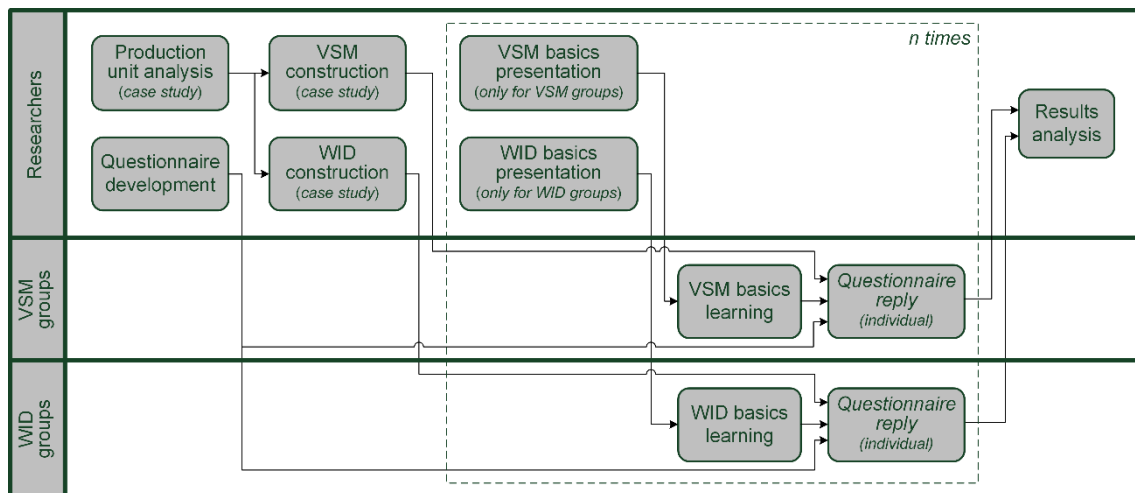 Researchers
Production
unit analysis
(case study)
VSM
construction
(case study)
VSM basics
presentation
(only for VSM groups)
n times
Results
analysis
Questionnaire
development
WID
construction
(case study)
WID basics
presentation
(only for WID groups)
VSM
groups
VSM basics
learning
Questionnaire
reply
(individual)
WID
groups
WID basics
learning
Questionnaire
reply
(individual)